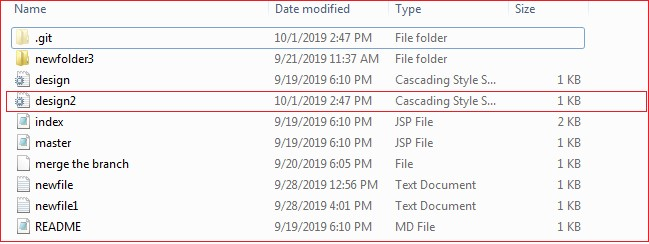 Name Date modified Type Size
.git 10/1/2019 2:47 PM File folder
newfolder3 9/21/2019 11:37 AM File folder
design 9/19/2019 6:10 PM Cascading Style S... 1 KB
design2 10/1/2019 2:47 PM Cascading Style S... 1 KB
index 9/19/2019 6:10 PM JSP File 2 KB
master 9/19/2019 6:10 PM JSP File 1 KB
merge the branch 9/20/2019 6:05 PM File 1 KB
newfile 9/28/2019 12:56 PM Text Document 1 KB
newfile1 9/28/2019 4:01 PM Text Document 1 KB
README 9/19/2019 6:10 PM MD File 1 KB